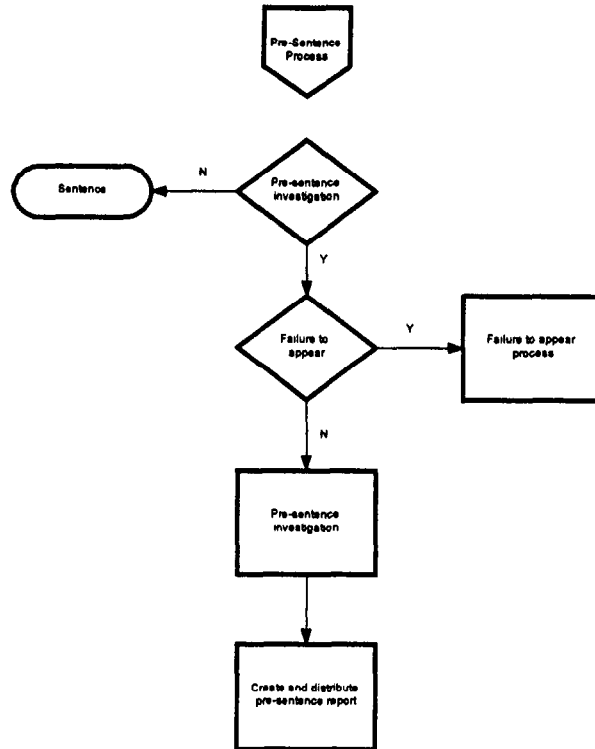 Pre-Sentence
Process
N
Sentence
Pre-sentence
investigation
Y
Failure to
appear
Y
Failure to appear
process
N
Pre-sentence
investigation
Create and distribute
pre-sentence report